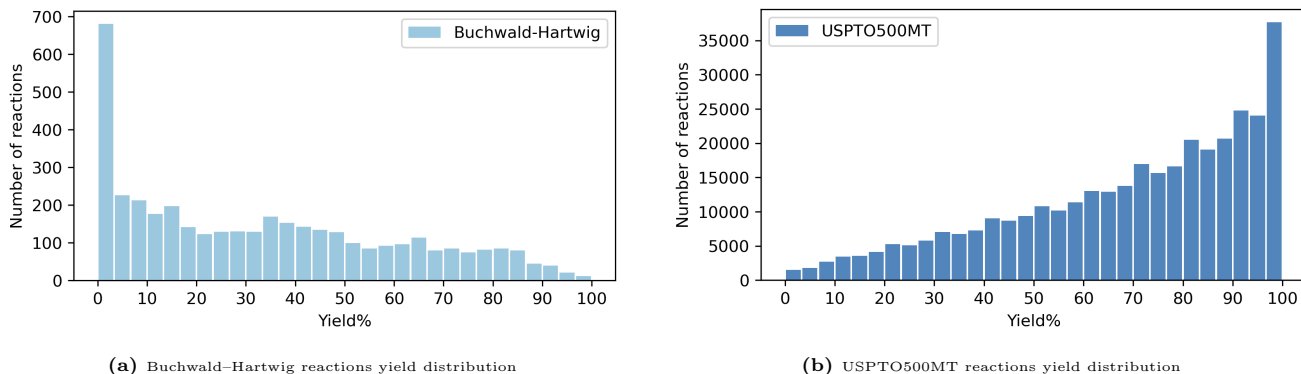 700
600
500
400
300
200
100
0
Number of reactions
Buchwald-Hartwig
0 10 20 30 40 50 60 70 80 90 100
Yield%
(a) Buchwald–Hartwig reactions yield distribution
35000
30000
25000
20000
15000
10000
5000
0
Number of reactions
USPTO500MT
0 10 20 30 40 50 60 70 80 90 100
Yield%
(b) USPTO500MT reactions yield distribution